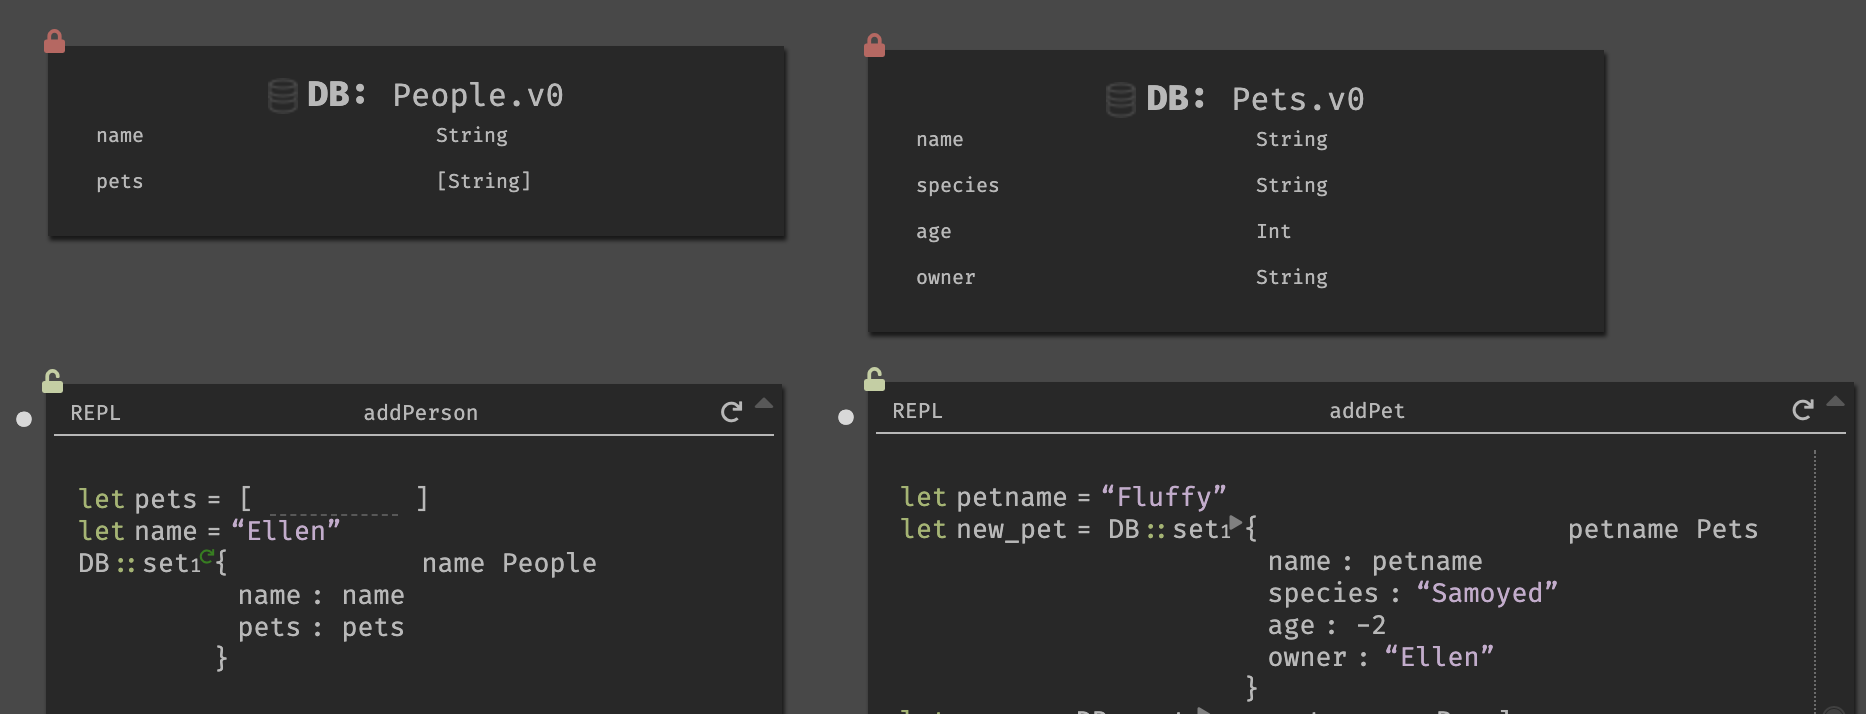 DB: People.v0
name String
pets [String]
DB: Pets.v0
name String
species String
age Int
owner String
REPL addPerson
let pets = [ ]
let name = “Ellen”
DB::set1{ name People
name : name
pets : pets
}
REPL addPet
let petname = “Fluffy”
let new_pet = DB::set1{ petname Pets
name : petname
species : “Samoyed”
age : -2
owner : “Ellen”
}